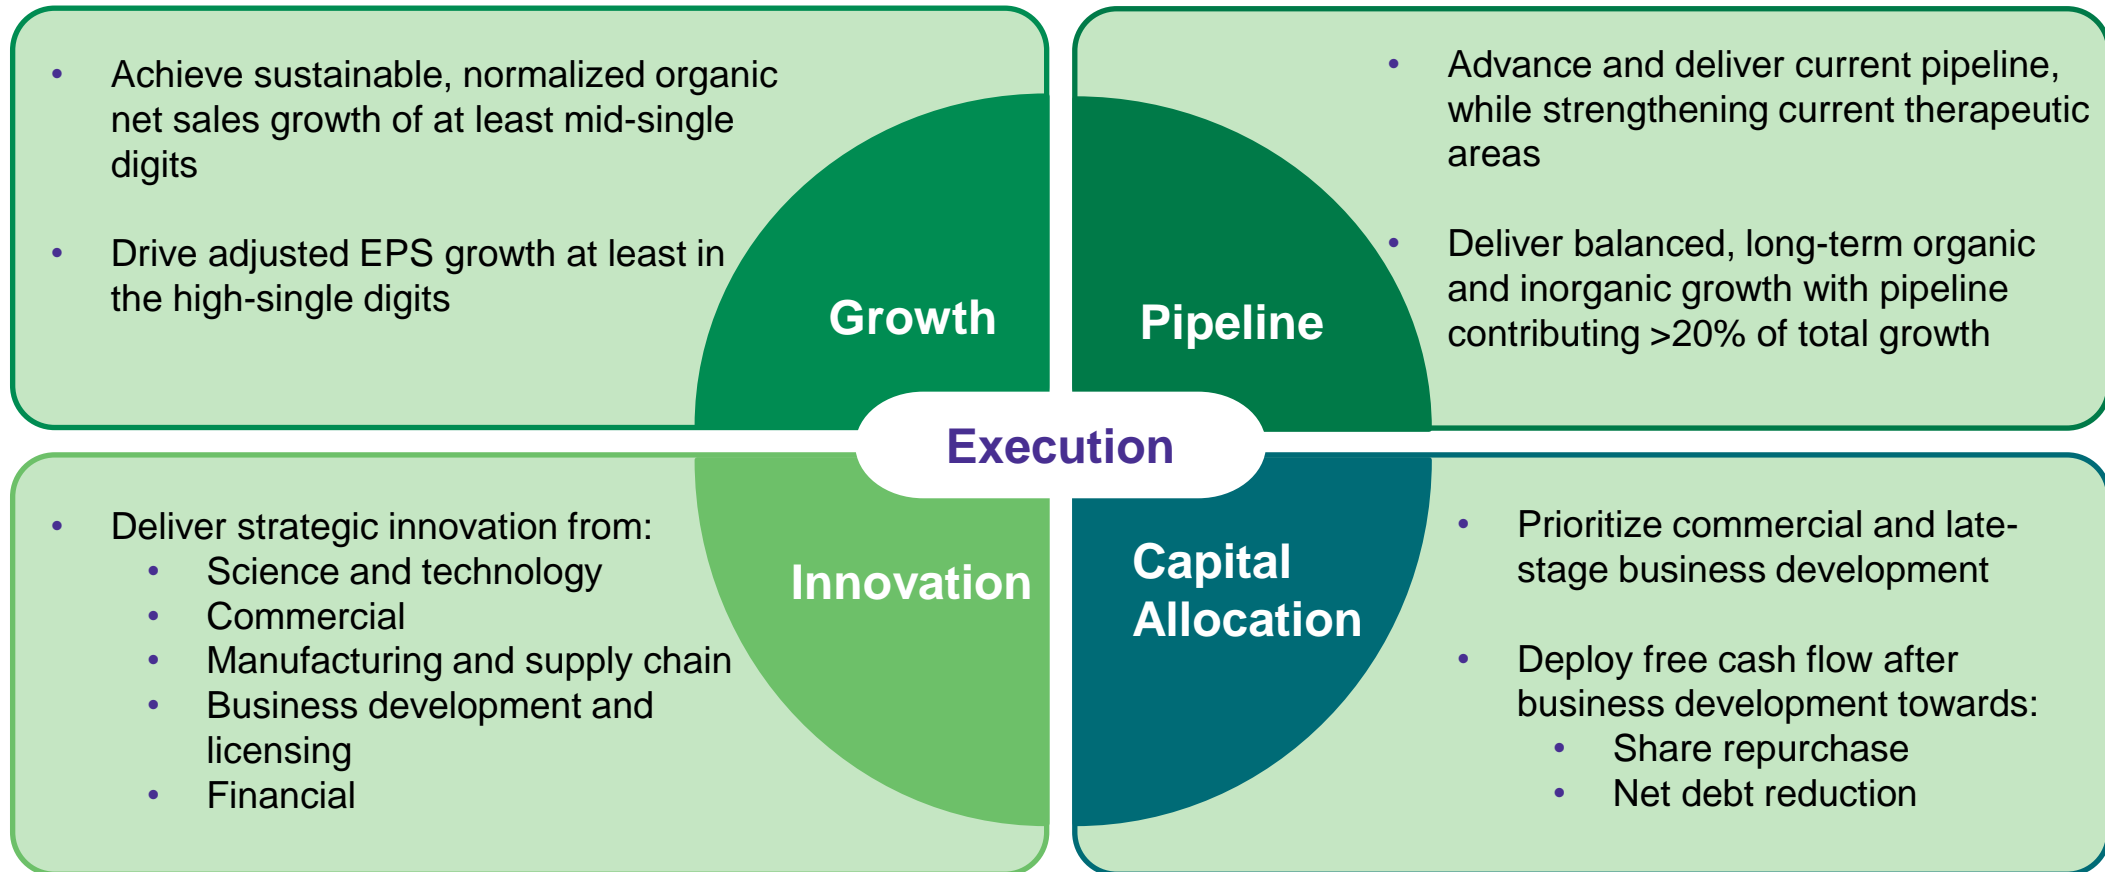 • Achieve sustainable, normalized organic
net sales growth of at least mid-single
digits
• Drive adjusted EPS growth at least in
the high-single digits
Growth
• Advance and deliver current pipeline,
while strengthening current therapeutic
areas
• Deliver balanced, long-term organic
and inorganic growth with pipeline
contributing >20% of total growth
Pipeline
Execution
• Deliver strategic innovation from:
• Science and technology
• Commercial
• Manufacturing and supply chain
• Business development and
licensing
• Financial
Innovation
Capital
Allocation
• Prioritize commercial and late-
stage business development
• Deploy free cash flow after
business development towards:
• Share repurchase
• Net debt reduction